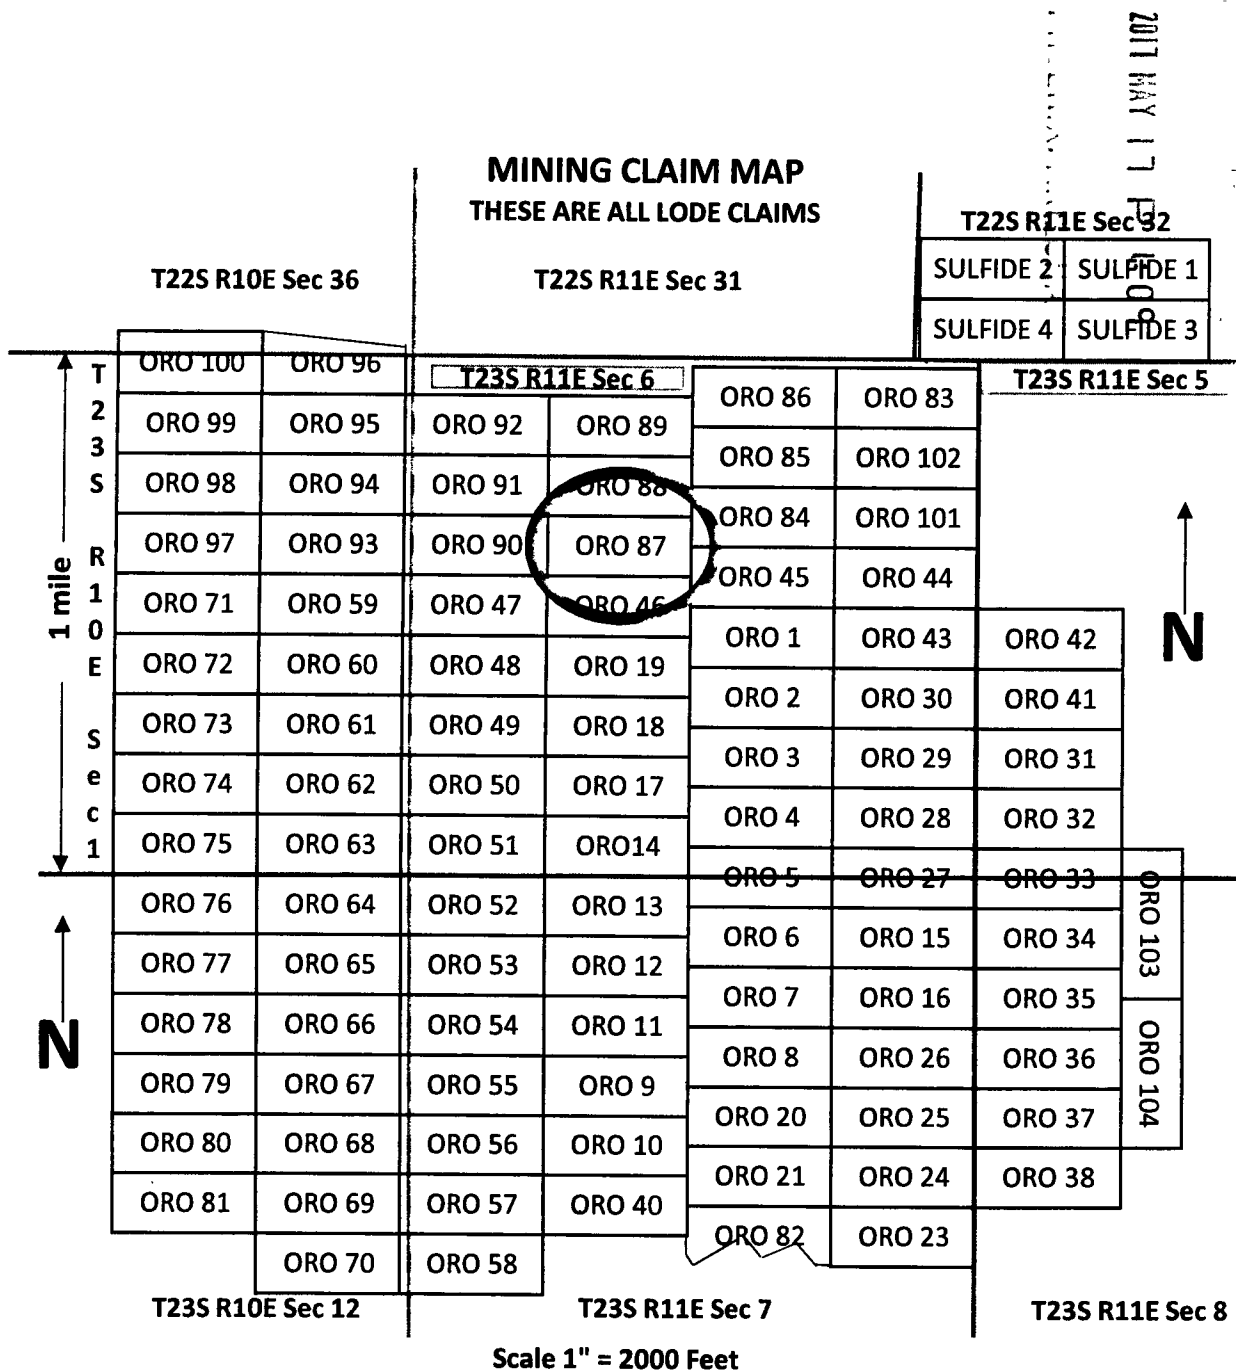 2017 MAY 17 P 1:09
MINING CLAIM MAP
THESE ARE ALL LODE CLAIMS
T22S R10E Sec 36
T22S R11E Sec 31
T22S R11E Sec 32
SULFIDE 2 SULFIDE 1
SULFIDE 4 SULFIDE 3
T23S R10E Sec1
1 mile
T23S R11E Sec 6
T23S R11E Sec 5
ORO 100 ORO 96
ORO 86 ORO 83
ORO 99 ORO 95 ORO 92 ORO 89
ORO 85 ORO 102
ORO 98 ORO 94 ORO 91 ORO 88
ORO 84 ORO 101
ORO 97 ORO 93 ORO 90 ORO 87
ORO 45 ORO 44
ORO 71 ORO 59 ORO 47 ORO 46
ORO 1 ORO 43 ORO 42
N
ORO 72 ORO 60 ORO 48 ORO 19
ORO 2 ORO 30 ORO 41
ORO 73 ORO 61 ORO 49 ORO 18
ORO 3 ORO 29 ORO 31
ORO 74 ORO 62 ORO 50 ORO 17
ORO 4 ORO 28 ORO 32
ORO 75 ORO 63 ORO 51 ORO14
ORO 5 ORO 27 ORO 33
ORO 103
ORO 76 ORO 64 ORO 52 ORO 13
ORO 6 ORO 15 ORO 34
ORO 77 ORO 65 ORO 53 ORO 12
ORO 7 ORO 16 ORO 35
N
ORO 78 ORO 66 ORO 54 ORO 11
ORO 8 ORO 26 ORO 36
ORO 104
ORO 79 ORO 67 ORO 55 ORO 9
ORO 20 ORO 25 ORO 37
ORO 80 ORO 68 ORO 56 ORO 10
ORO 21 ORO 24 ORO 38
ORO 81 ORO 69 ORO 57 ORO 40
ORO 82 ORO 23
ORO 70 ORO 58
T23S R10E Sec 12
T23S R11E Sec 7
T23S R11E Sec 8
Scale 1" = 2000 Feet